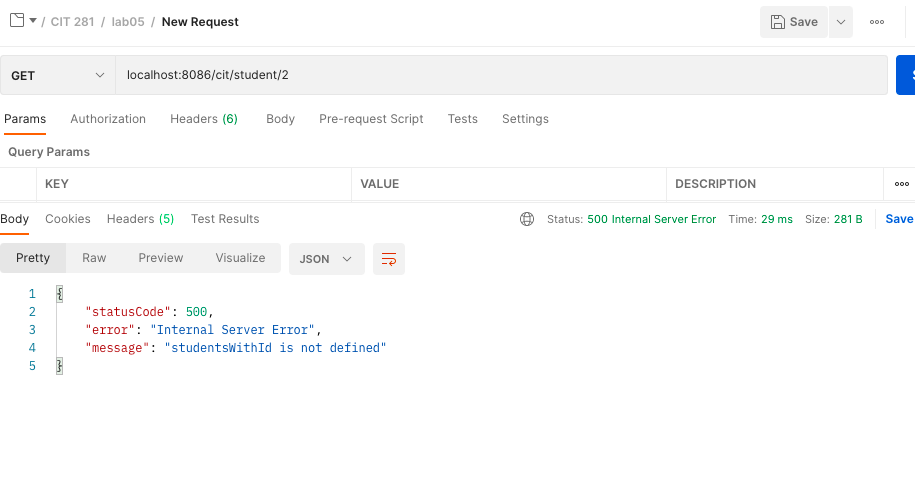 / CIT 281 / lab05 / New Request Save
GET localhost:8086/cit/student/2
Params Authorization Headers (6) Body Pre-request Script Tests Settings
Query Params
KEY VALUE DESCRIPTION
Body Cookies Headers (5) Test Results Status: 500 Internal Server Error Time: 29 ms Size: 281 B Save
Pretty Raw Preview Visualize JSON
1 {
2 "statusCode": 500,
3 "error": "Internal Server Error",
4 "message": "studentsWithId is not defined"
5 }